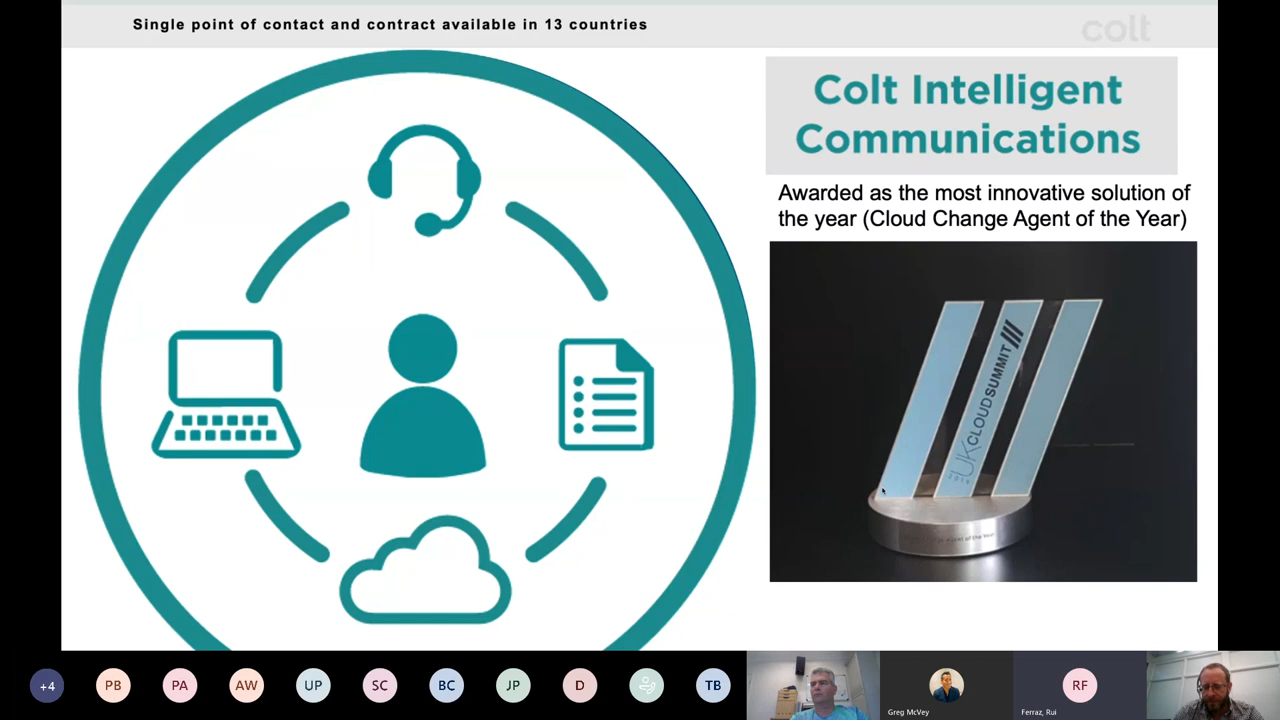 Single point of contact and contract available in 13 countries
colt
Colt Intelligent
Communications
Awarded as the most innovative solution of
the year (Cloud Change Agent of the Year)
UKCLOUDSUMMIT
2019
+4
PB
PA
AW
UP
SC
BC
JP
D
TB
Greg McVey
RF
Ferraz, Rui